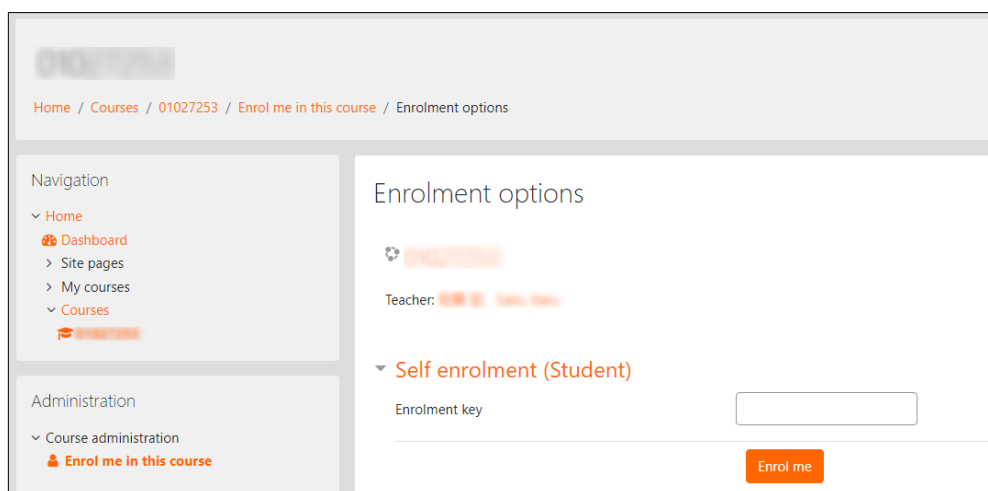 Home / Courses / 01027253 / Enrol me in this course / Enrolment options
Navigation
Home
Dashboard
Site pages
My courses
Courses
Administration
Course administration
Enrol me in this course
Enrolment options
Teacher:
Self enrolment (Student)
Enrolment key
Enrol me